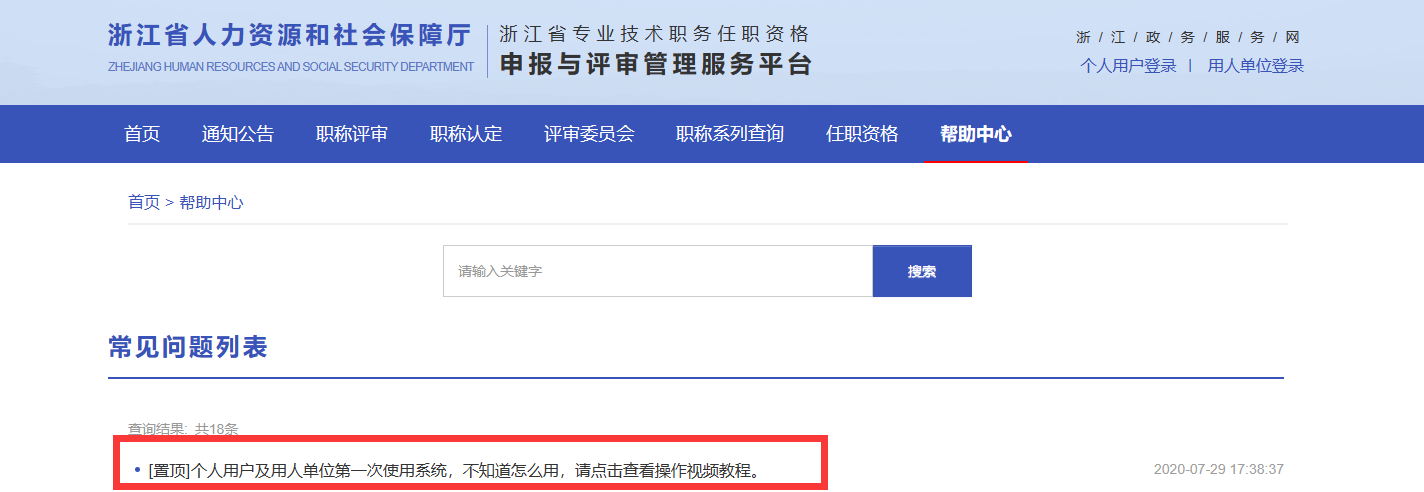 浙江省人力资源和社会保障厅
ZHEJIANG HUMAN RESOURCES AND SOCIAL SECURITY DEPARTMENT
浙江省专业技术职务任职资格
申报与评审管理服务平台
浙 / 江 / 政 / 务 / 服 / 务 / 网
个人用户登录 | 用人单位登录
首页 通知公告 职称评审 职称认定 评审委员会 职称系列查询 任职资格 帮助中心
首页 > 帮助中心
请输入关键字 搜索
常见问题列表
查询结果: 共18条
• [置顶]个人用户及用人单位第一次使用系统，不知道怎么用，请点击查看操作视频教程。 2020-07-29 17:38:37